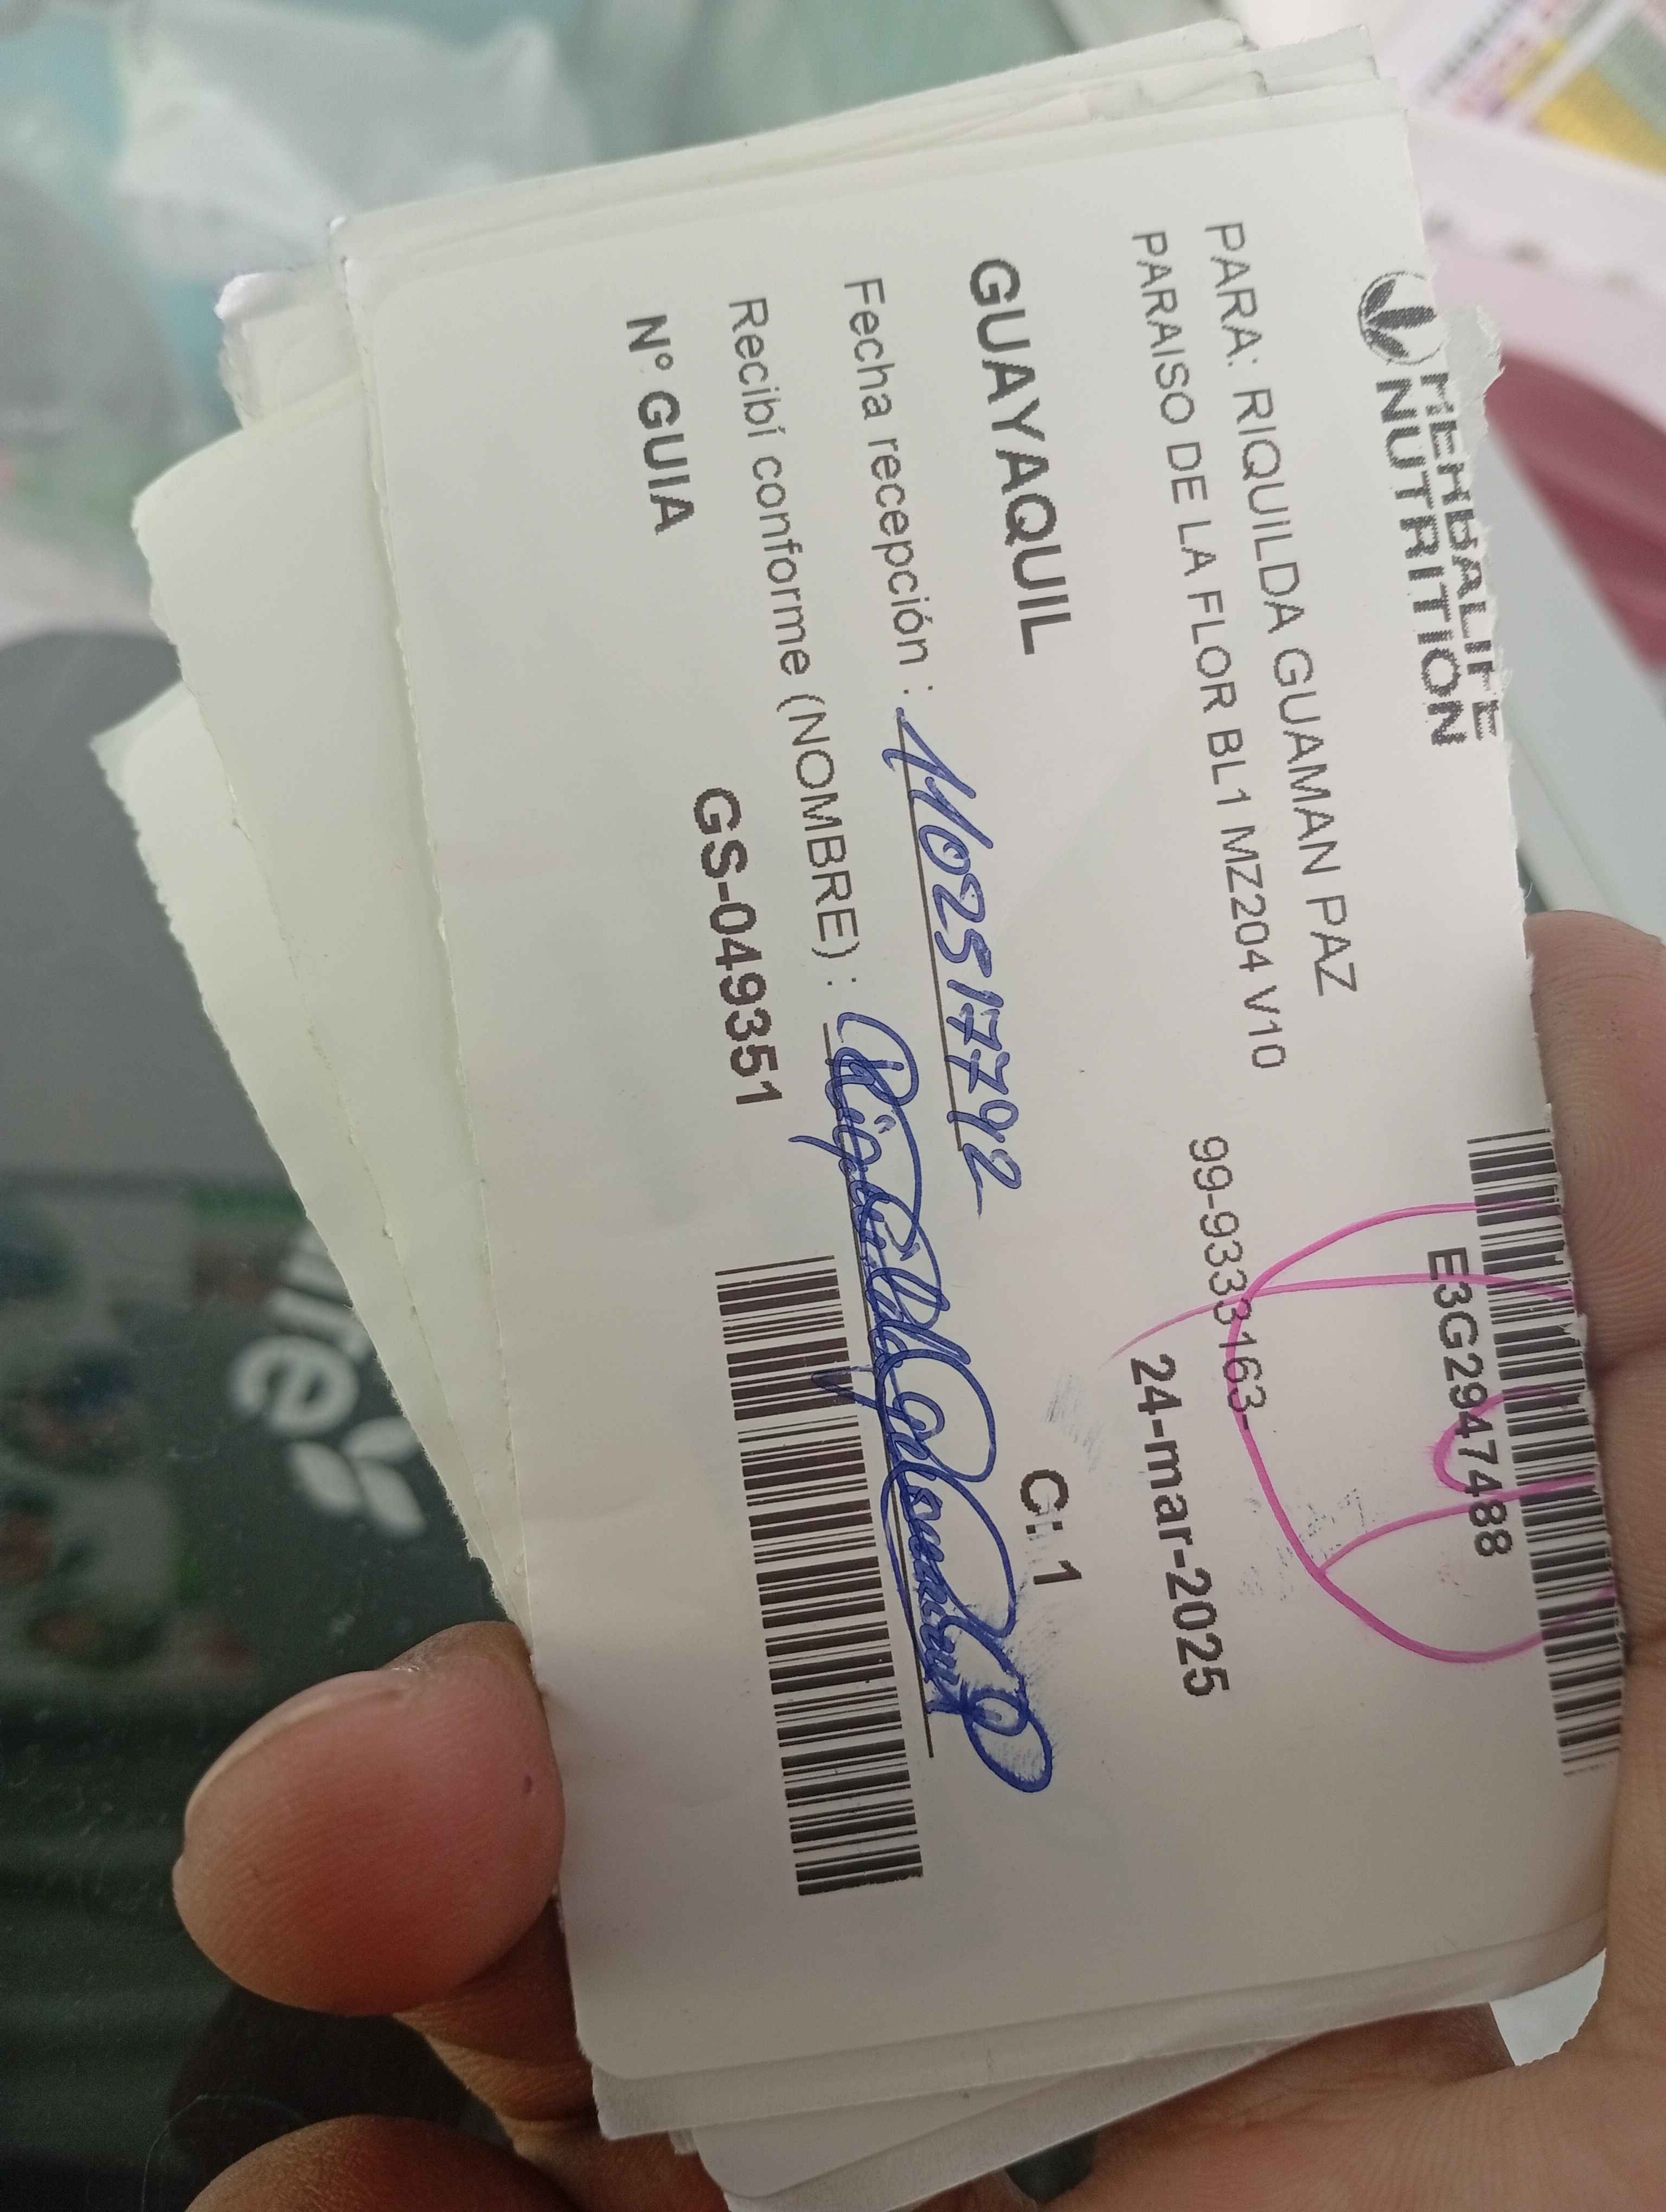 HERBALIFE
NUTRITION
E3G2947488
PARA: RIQUILDA GUAMAN PAZ
PARAISO DE LA FLOR BL1 MZ204 V10 99-9333163-
24-mar-2025
GUAYAQUIL C: 1
Fecha recepción : 1102517792
Recibí conforme (NOMBRE) :
N° GUIA GS-049351